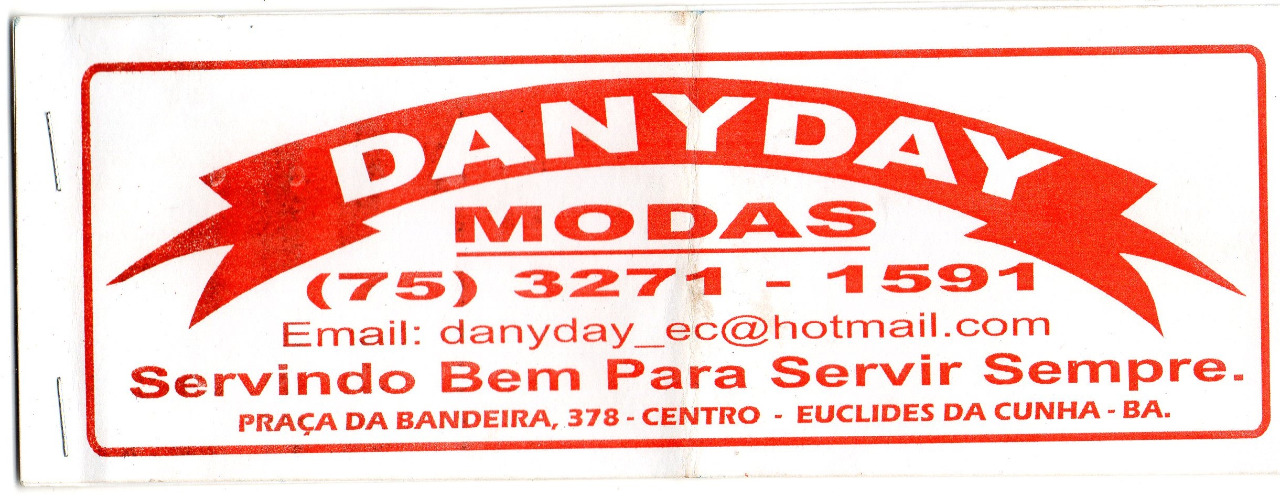 DANYDAY
MODAS
(75) 3271 - 1591
Email: danyday_ec@hotmail.com
Servindo Bem Para Servir Sempre.
PRAÇA DA BANDEIRA, 378 - CENTRO - EUCLIDES DA CUNHA - BA.